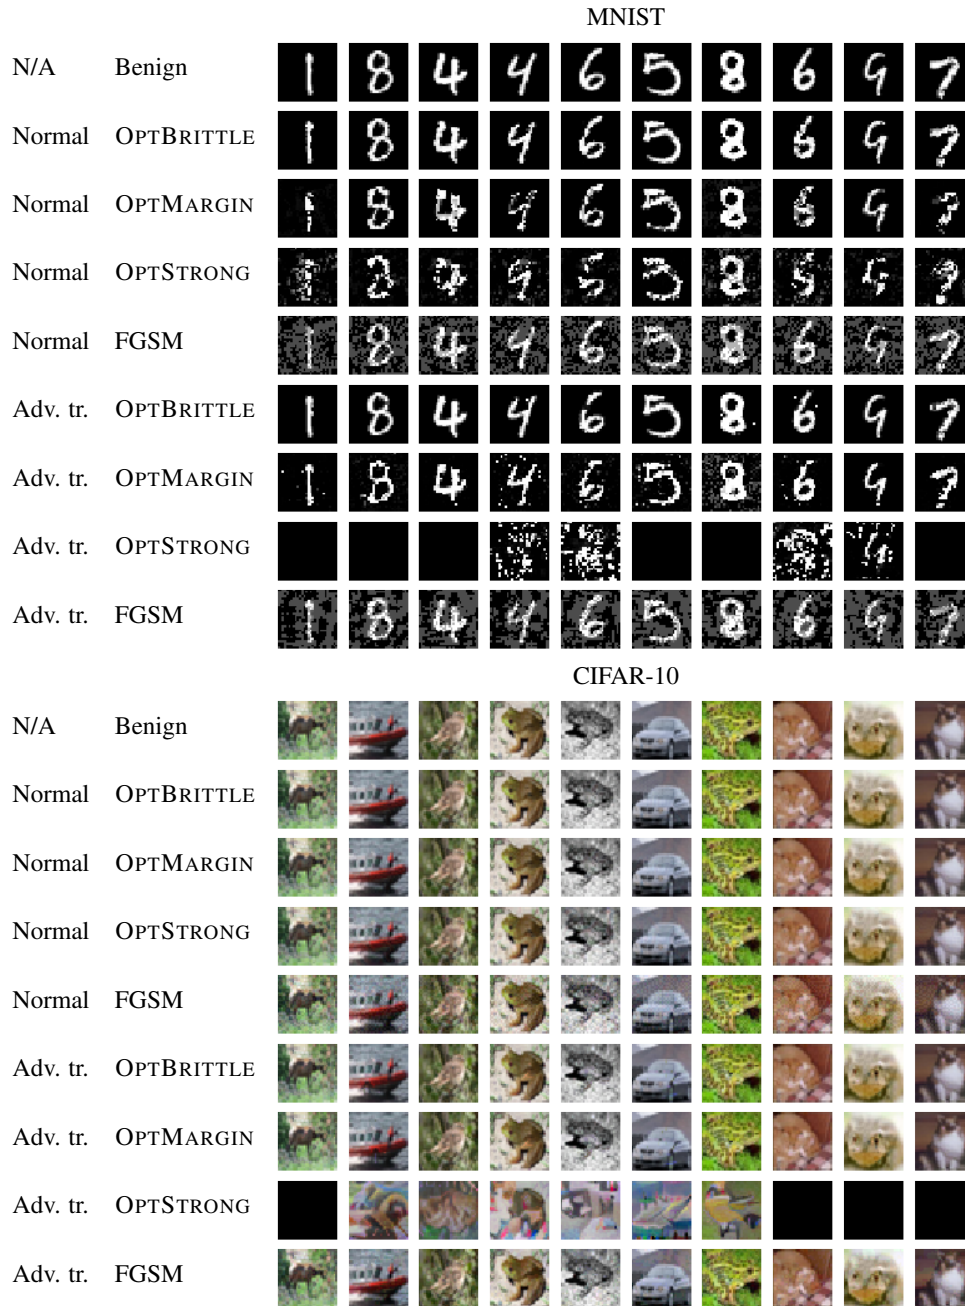 MNIST
N/A Benign
Normal OPTBRITTLE
Normal OPTMARGIN
Normal OPTSTRONG
Normal FGSM
Adv. tr. OPTBRITTLE
Adv. tr. OPTMARGIN
Adv. tr. OPTSTRONG
Adv. tr. FGSM
CIFAR-10
N/A Benign
Normal OPTBRITTLE
Normal OPTMARGIN
Normal OPTSTRONG
Normal FGSM
Adv. tr. OPTBRITTLE
Adv. tr. OPTMARGIN
Adv. tr. OPTSTRONG
Adv. tr. FGSM